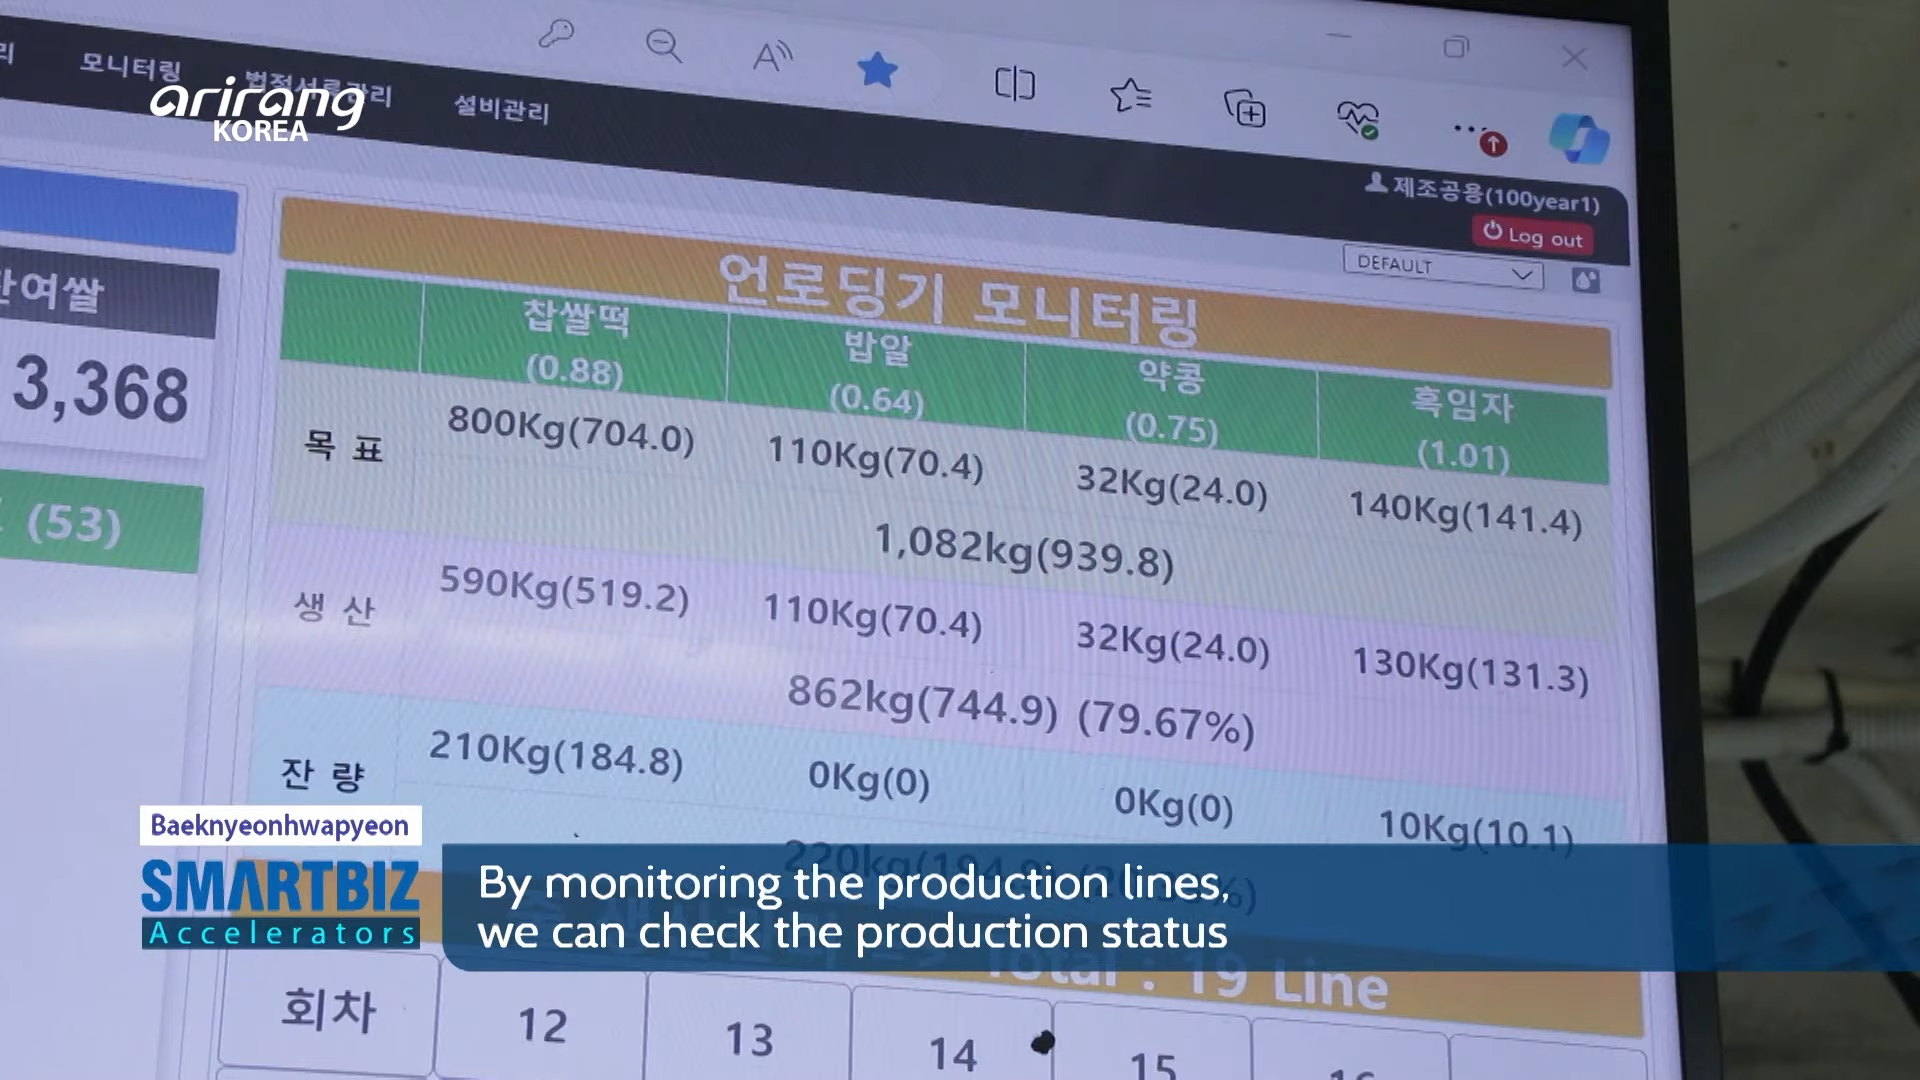 모니터링
설비관리
arirang
KOREA
제조공용(100year1)
Log out
DEFAULT
언로딩기 모니터링
여쌀
3,368
(53)
찹쌀떡 밥알 약콩 흑임자
(0.88) (0.64) (0.75) (1.01)
목 표 800Kg(704.0) 110Kg(70.4) 32Kg(24.0) 140Kg(141.4)
1,082kg(939.8)
생 산 590Kg(519.2) 110Kg(70.4) 32Kg(24.0) 130Kg(131.3)
862kg(744.9) (79.67%)
잔 량 210Kg(184.8) 0Kg(0) 0Kg(0) 10Kg(10.1)
Baeknyeonhwapyeon
SMARTBIZ
Accelerators
By monitoring the production lines,
we can check the production status
Total : 19 Line
회차 12 13 14 15